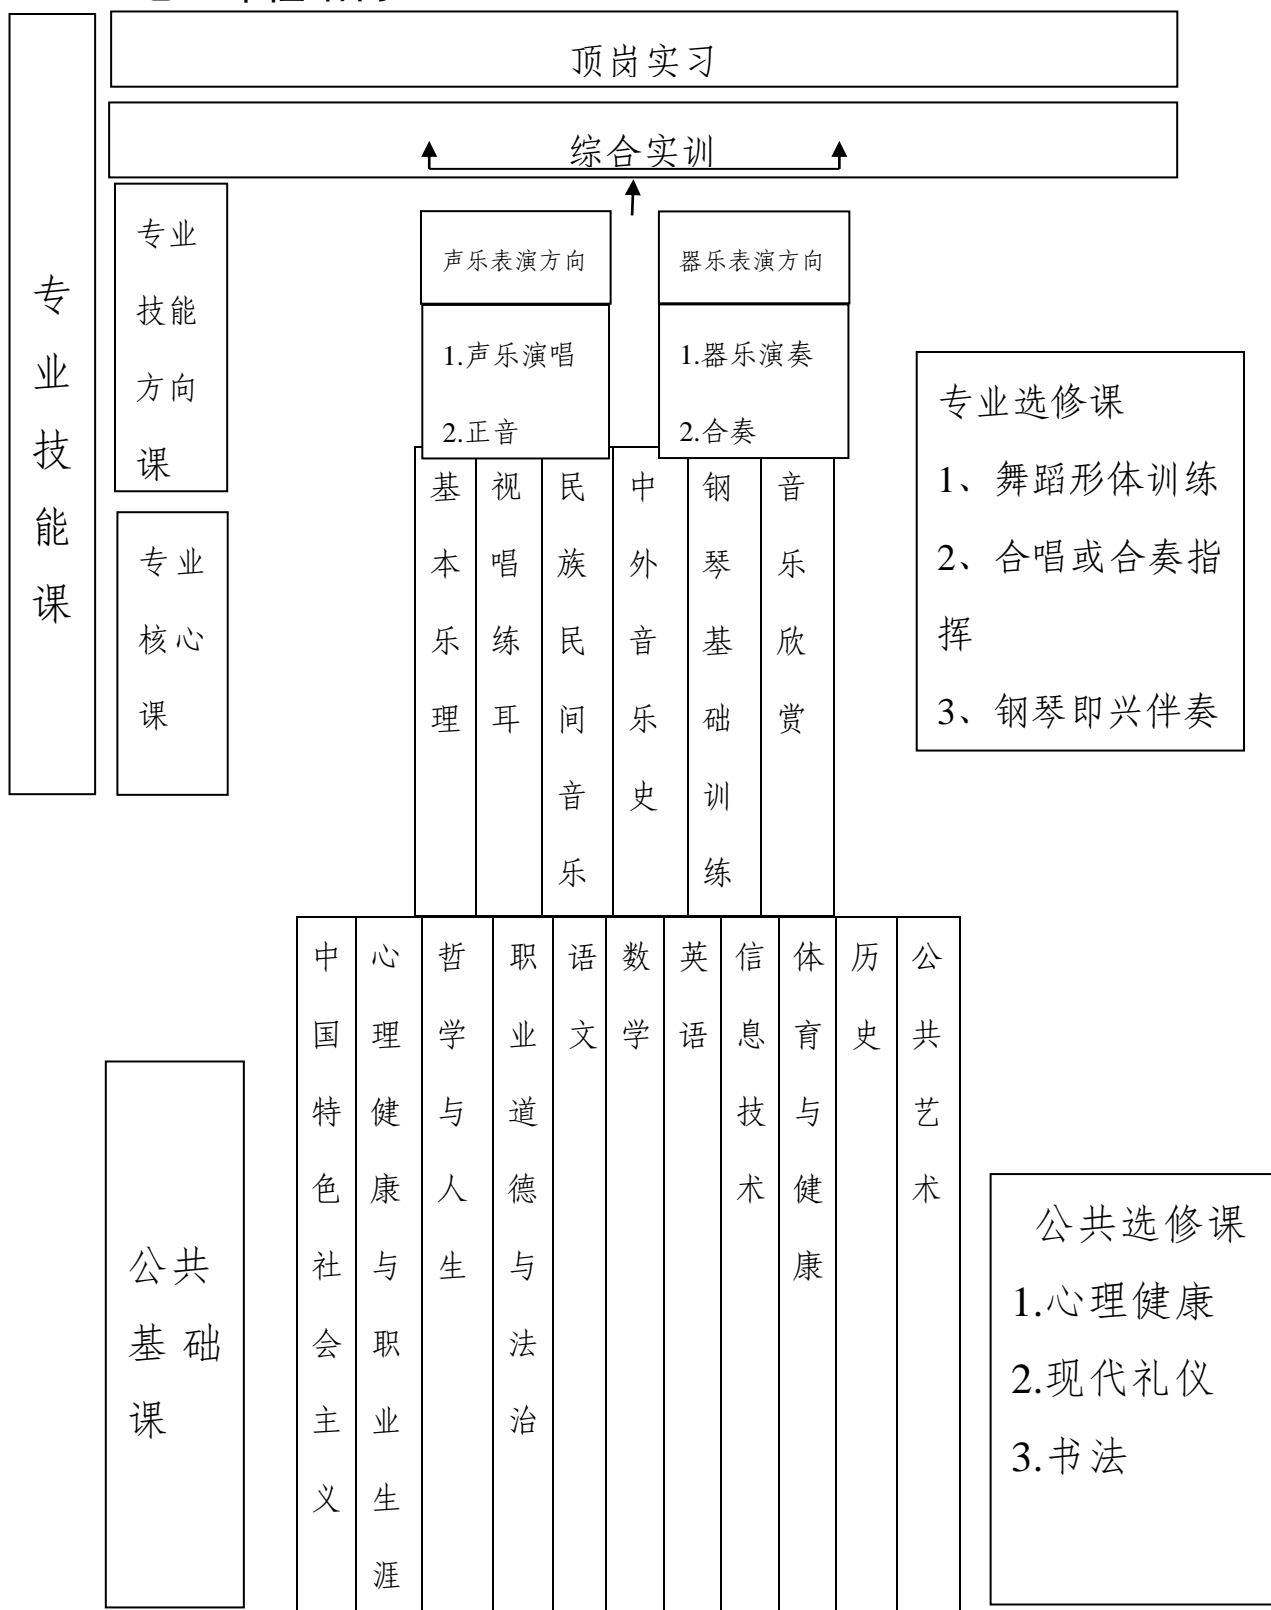 顶岗实习
综合实训
专业技能课
专业
技能
方向
课
声乐表演方向
器乐表演方向
1.声乐演唱
2.正音
1.器乐演奏
2.合奏
专业选修课
1、舞蹈形体训练
2、合唱或合奏指
挥
3、钢琴即兴伴奏
专业
核心
课
基本乐理
视唱练耳
民族民间音乐
中外音乐史
钢琴基础训练
音乐欣赏
公共
基础
课
中国特色社会主义
心理健康与职业生涯
哲学与人生
职业道德与法治
语文
数学
英语
信息技术
体育与健康
历史
公共艺术
公共选修课
1.心理健康
2.现代礼仪
3.书法